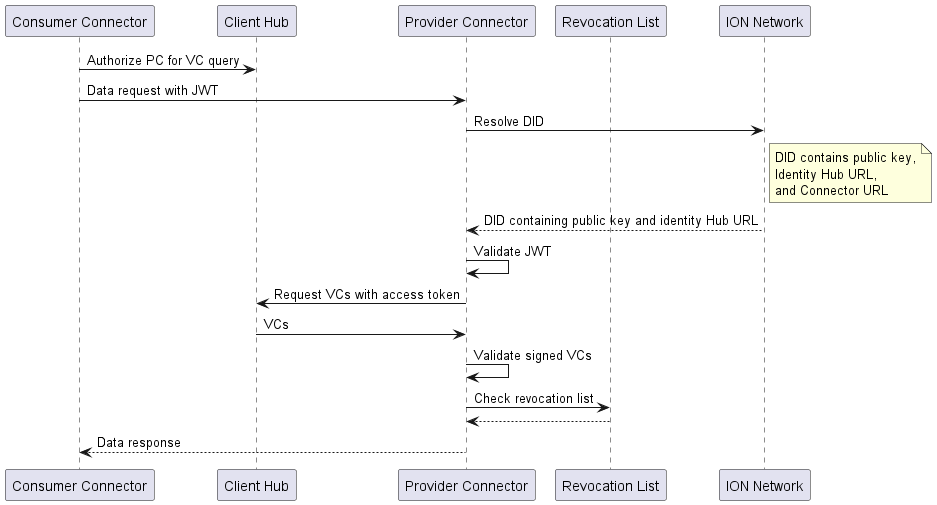 Consumer Connector
Client Hub
Provider Connector
Revocation List
ION Network
Authorize PC for VC query
Data request with JWT
Resolve DID
DID contains public key,
Identity Hub URL,
and Connector URL
DID containing public key and identity Hub URL
Validate JWT
Request VCs with access token
VCs
Validate signed VCs
Check revocation list
Data response
Consumer Connector
Client Hub
Provider Connector
Revocation List
ION Network